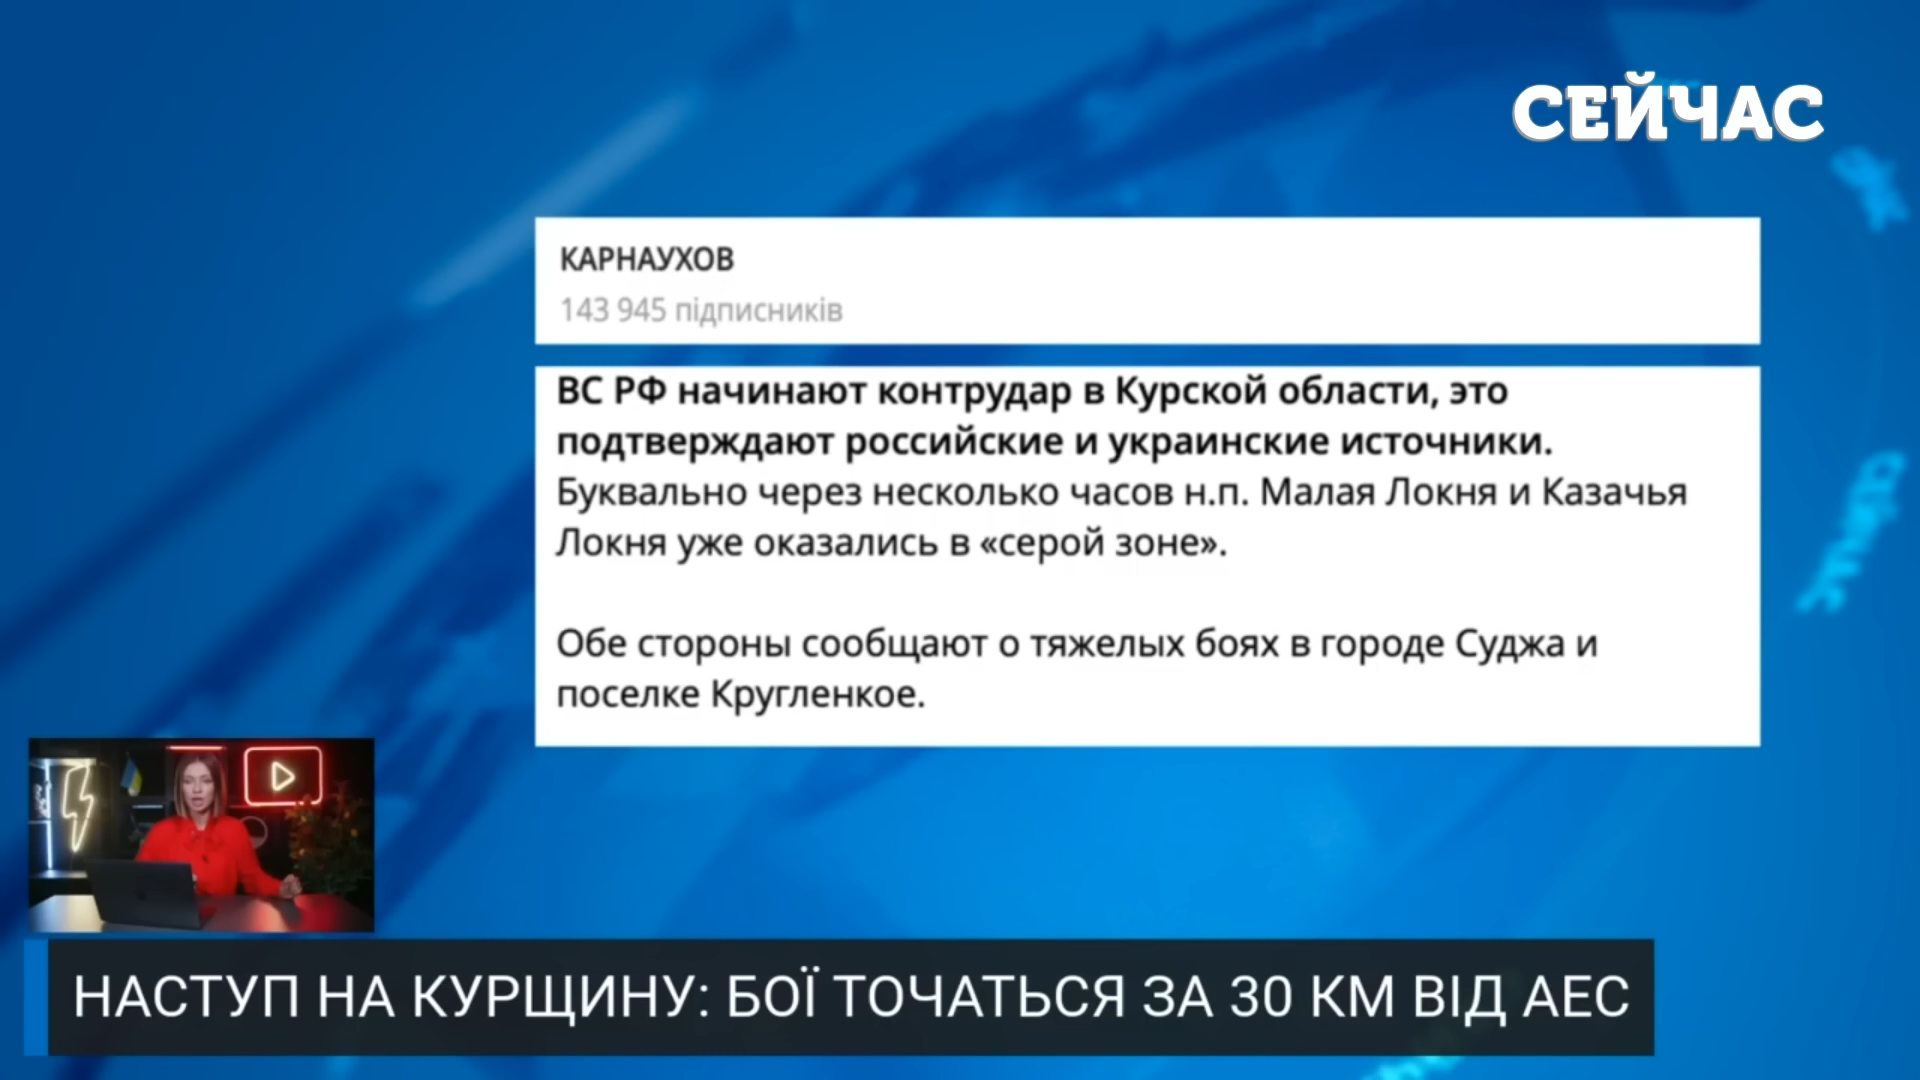 СЕЙЧАС
КАРНАУХОВ
143 945 підписників
ВС РФ начинают контрудар в Курской области, это
подтверждают российские и украинские источники.
Буквально через несколько часов н.п. Малая Локня и Казачья
Локня уже оказались в «серой зоне».
Обе стороны сообщают о тяжелых боях в городе Суджа и
поселке Кругленкое.
НАСТУП НА КУРЩИНУ: БОЇ ТОЧАТЬСЯ ЗА 30 КМ ВІД АЕС